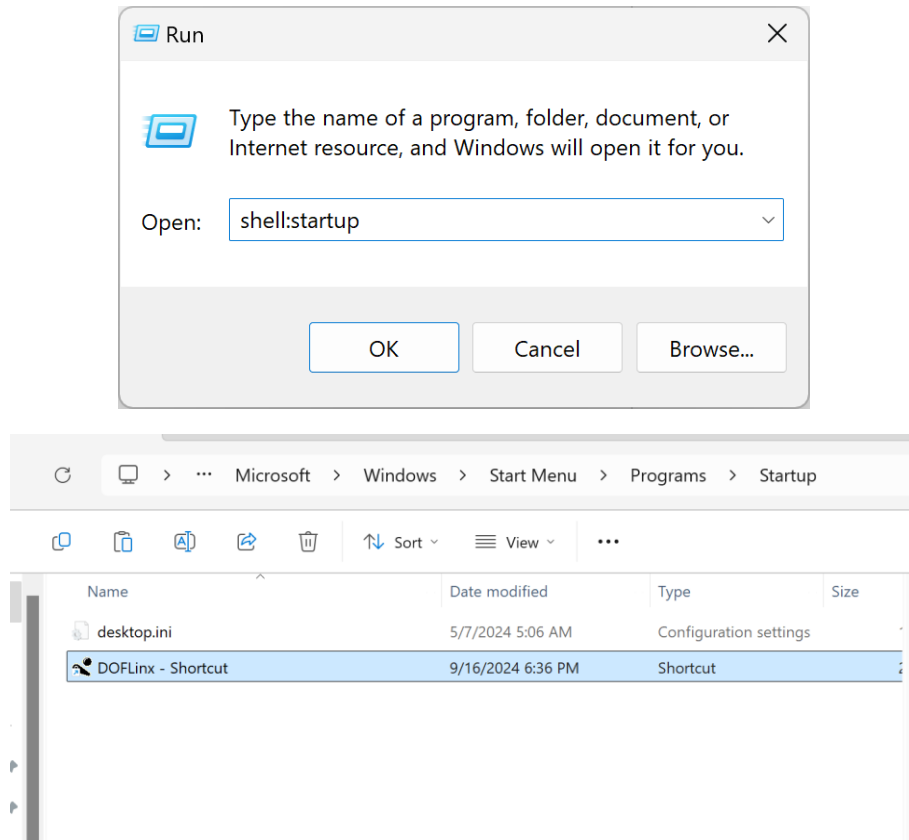 Run
Type the name of a program, folder, document, or
Internet resource, and Windows will open it for you.
Open: shell:startup
OK Cancel Browse...
··· Microsoft > Windows > Start Menu > Programs > Startup
Sort View ···
Name Date modified Type Size
desktop.ini 5/7/2024 5:06 AM Configuration settings
DOFLinx - Shortcut 9/16/2024 6:36 PM Shortcut